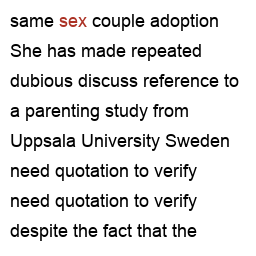 same sex couple adoption
She has made repeated
dubious discuss reference to
a parenting study from
Uppsala University Sweden
need quotation to verify
need quotation to verify
despite the fact that the